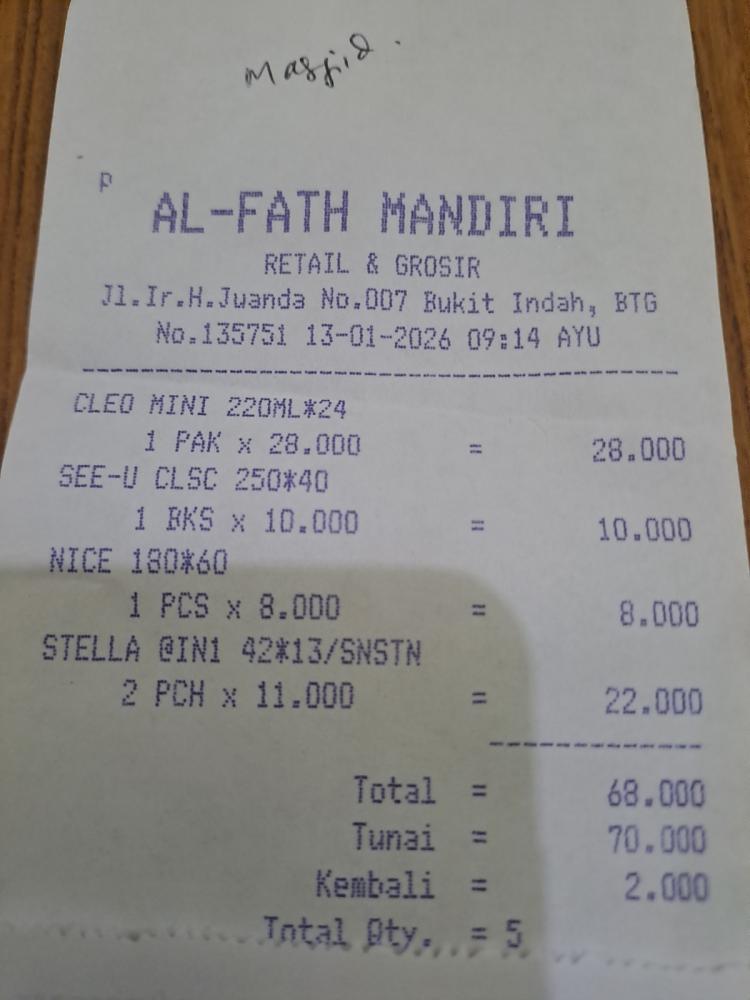 Masjid.
P
AL-FATH MANDIRI
RETAIL & GROSIR
Jl.Ir.H.Juanda No.007 Bukit Indah, BTG
No.135751 13-01-2026 09:14 AYU
CLEO MINI 220ML*24
1 PAK x 28.000 = 28.000
SEE-U CLSC 250*40
1 BKS x 10.000 = 10.000
NICE 180*60
1 PCS x 8.000 = 8.000
STELLA @IN1 42*13/SNSTN
2 PCH x 11.000 = 22.000
Total = 68.000
Tunai = 70.000
Kembali = 2.000
Total Qty. = 5